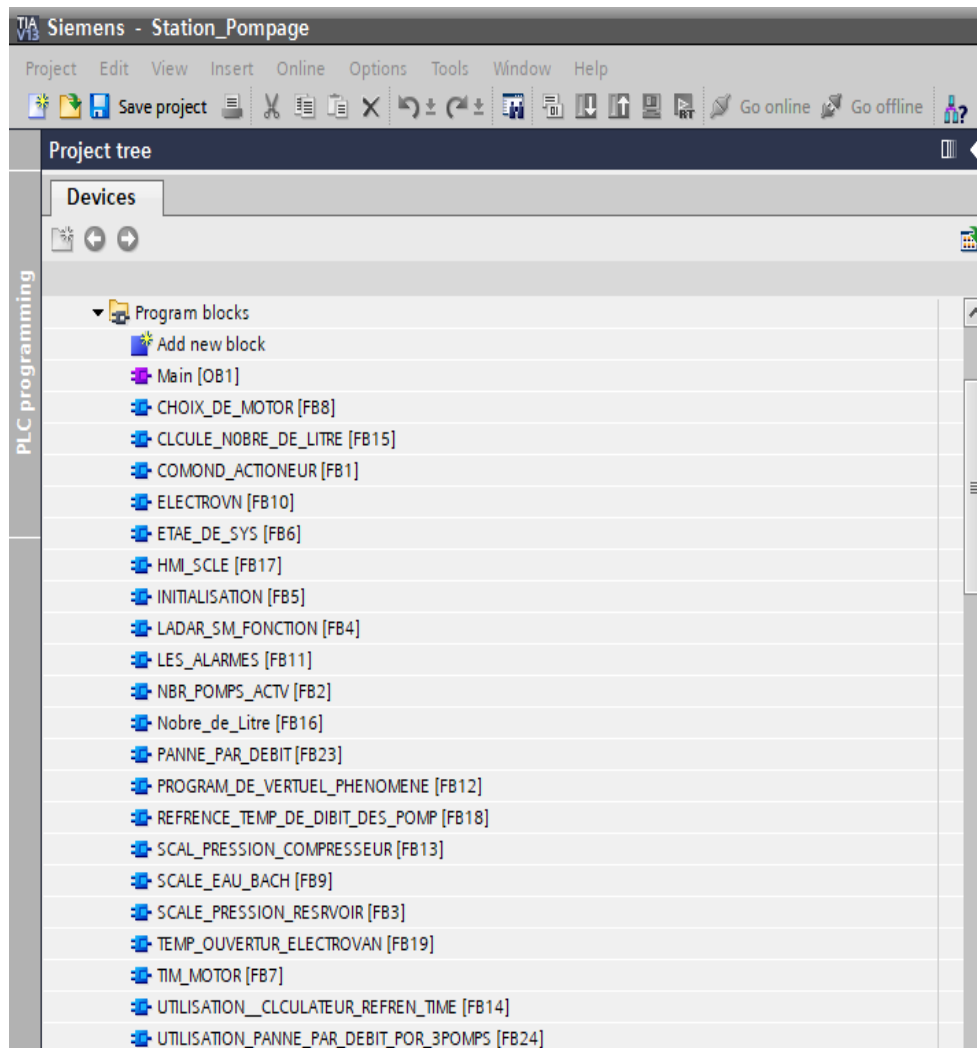 TIA V13 Siemens - Station_Pompage
Project Edit View Insert Online Options Tools Window Help
Save project RT Go online Go offline
Project tree
Devices
PLC programming
Program blocks
Add new block
Main [OB1]
CHOIX_DE_MOTOR [FB8]
CLCULE_N0BRE_DE_LITRE [FB15]
COMOND_ACTIONEUR [FB1]
ELECTROVN [FB10]
ETAE_DE_SYS [FB6]
HMI_SCLE [FB17]
INITIALISATION [FB5]
LADAR_SM_FONCTION [FB4]
LES_ALARMES [FB11]
NBR_POMPS_ACTV [FB2]
Nobre_de_Litre [FB16]
PANNE_PAR_DEBIT [FB23]
PROGRAM_DE_VERTUEL_PHENOMENE [FB12]
REFRENCE_TEMP_DE_DIBIT_DES_POMP [FB18]
SCAL_PRESSION_COMPRESSEUR [FB13]
SCALE_EAU_BACH [FB9]
SCALE_PRESSION_RESRVOIR [FB3]
TEMP_OUVERTUR_ELECTROVAN [FB19]
TIM_MOTOR [FB7]
UTILISATION__CLCULATEUR_REFREN_TIME [FB14]
UTILISATION_PANNE_PAR_DEBIT_POR_3POMPS [FB24]